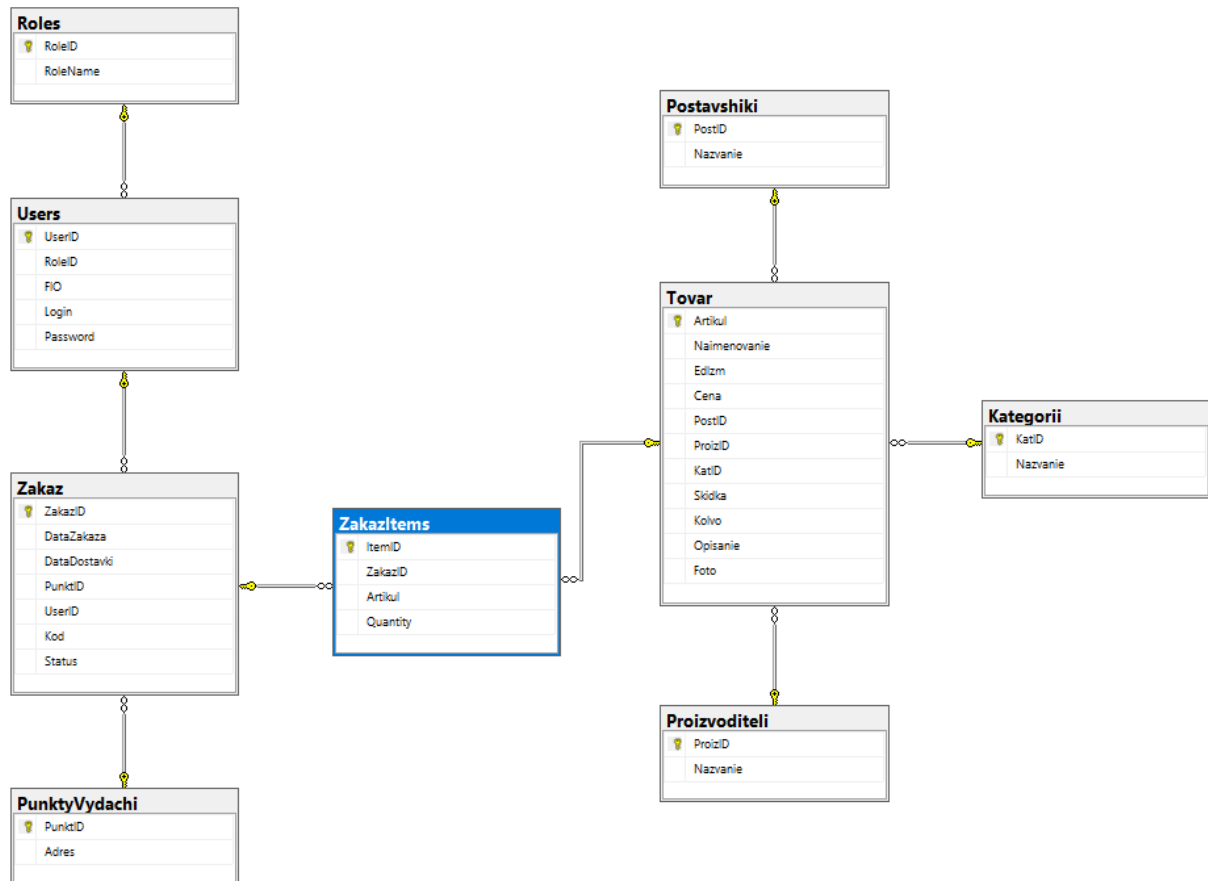 Roles
RoleID
RoleName
Users
UserID
RoleID
FIO
Login
Password
Zakaz
ZakazID
DataZakaza
DataDostavki
PunktID
UserID
Kod
Status
PunktyVydachi
PunktID
Adres
ZakazItems
ItemID
ZakazID
Artikul
Quantity
Postavshiki
PostID
Nazvanie
Tovar
Artikul
Naimenovanie
EdIzm
Cena
PostID
ProizID
KatID
Skidka
Kolvo
Opisanie
Foto
Proizvoditeli
ProizID
Nazvanie
Kategorii
KatID
Nazvanie